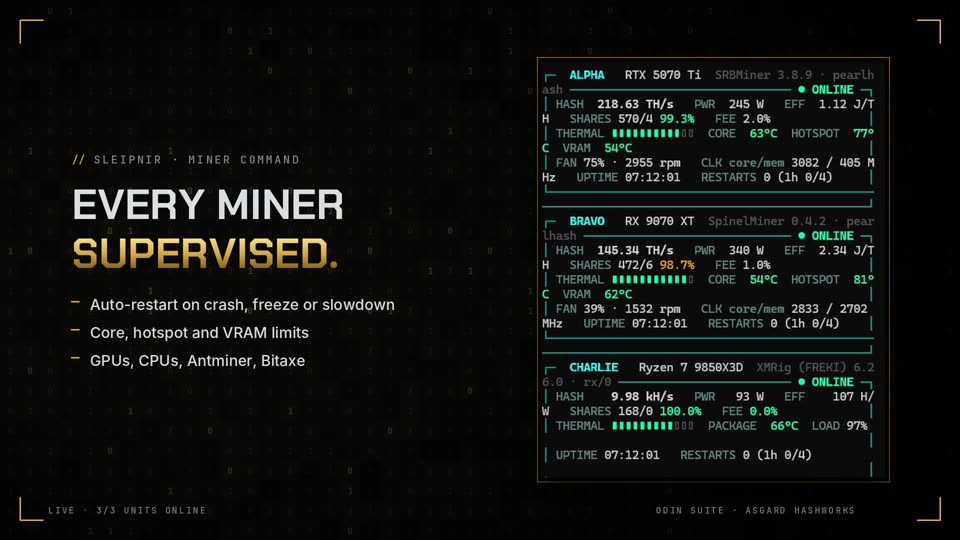 // SLEIPNIR · MINER COMMAND
EVERY MINER
SUPERVISED.
Auto-restart on crash, freeze or slowdown
Core, hotspot and VRAM limits
GPUs, CPUs, Antminer, Bitaxe
ALPHA RTX 5070 Ti SRBMiner 3.8.9 · pearlh
ash ● ONLINE
HASH 218.63 TH/s PWR 245 W EFF 1.12 J/T
H SHARES 570/4 99.3% FEE 2.0%
THERMAL CORE 63°C HOTSPOT 77°
C VRAM 54°C
FAN 75% · 2955 rpm CLK core/mem 3082 / 405 M
Hz UPTIME 07:12:01 RESTARTS 0 (1h 0/4)
BRAVO RX 9070 XT SpinelMiner 0.4.2 · pear
lhash ● ONLINE
HASH 145.34 TH/s PWR 340 W EFF 2.34 J/T
H SHARES 472/6 98.7% FEE 1.0%
THERMAL CORE 54°C HOTSPOT 81°
C VRAM 62°C
FAN 39% · 1532 rpm CLK core/mem 2833 / 2702
MHz UPTIME 07:12:01 RESTARTS 0 (1h 0/4)
CHARLIE Ryzen 7 9850X3D XMRig (FREKI) 6.2
6.0 · rx/0 ● ONLINE
HASH 9.98 kH/s PWR 93 W EFF 107 H/
W SHARES 168/0 100.0% FEE 0.0%
THERMAL PACKAGE 66°C LOAD 97%
UPTIME 07:12:01 RESTARTS 0 (1h 0/4)
LIVE · 3/3 UNITS ONLINE
ODIN SUITE · ASGARD HASHWORKS